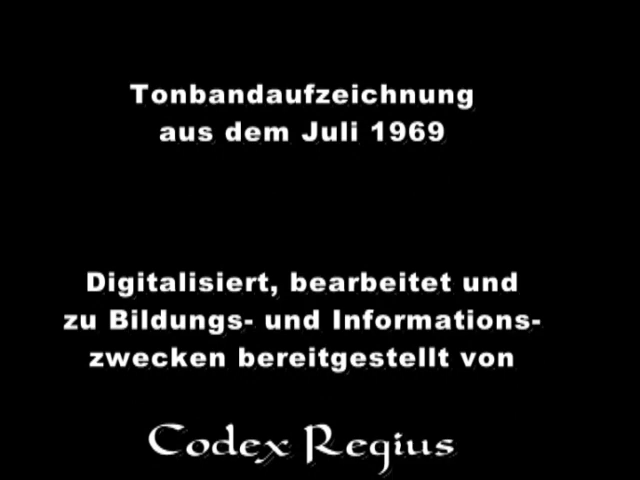 Tonbandaufzeichnung
aus dem Juli 1969
Digitalisiert, bearbeitet und
zu Bildungs- und Informations-
zwecken bereitgestellt von
Codex Regius